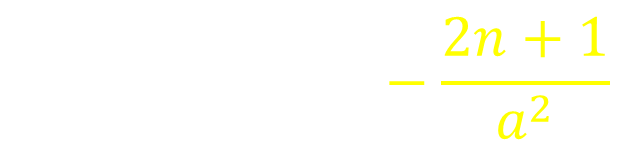 − (2n + 1) / a²